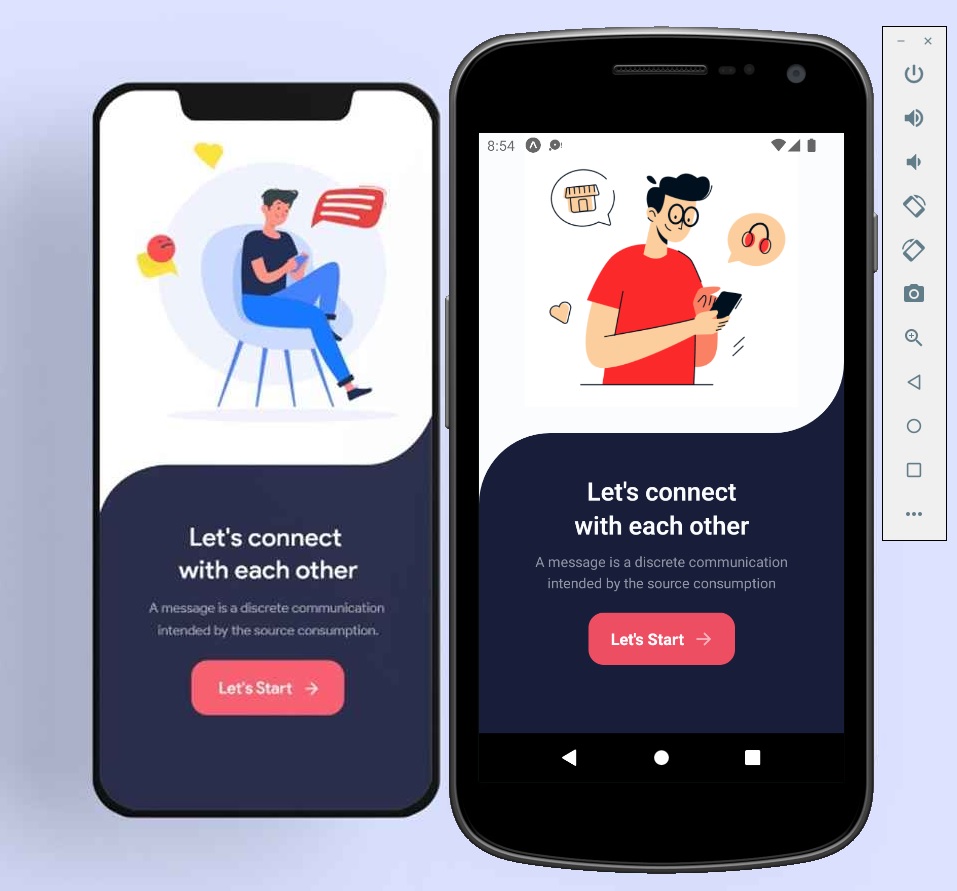 Let's connect
with each other
A message is a discrete communication
intended by the source consumption.
Let's Start
8:54
Let's connect
with each other
A message is a discrete communication
intended by the source consumption
Let's Start